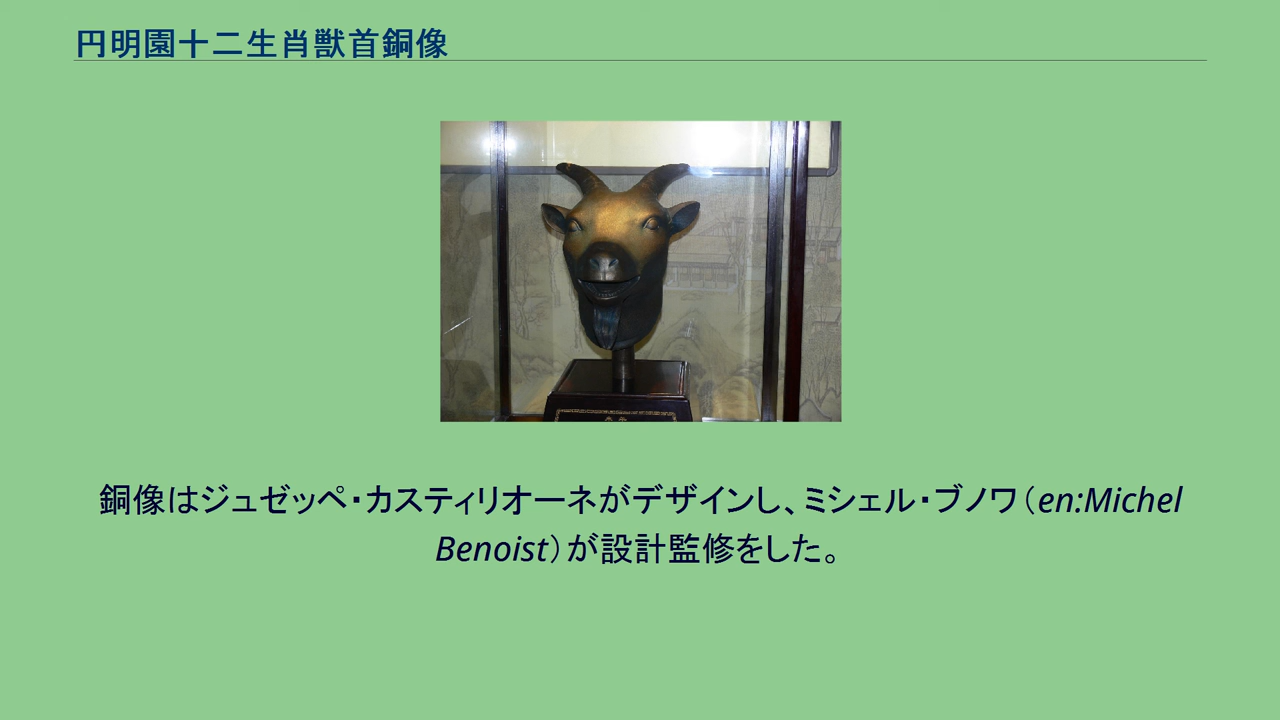 円明園十二生肖獣首銅像
銅像はジュゼッペ・カスティリオーネがデザインし、ミシェル・ブノワ（en:Michel
Benoist）が設計監修をした。